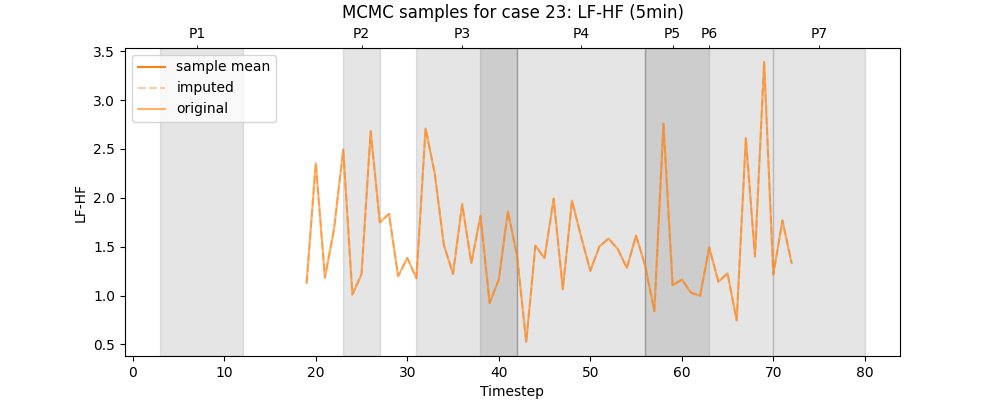 MCMC samples for case 23: LF-HF (5min)
P1 P2 P3 P4 P5 P6 P7
sample mean
imputed
original
3.5
3.0
2.5
2.0
1.5
1.0
0.5
LF-HF
0 10 20 30 40 50 60 70 80
Timestep